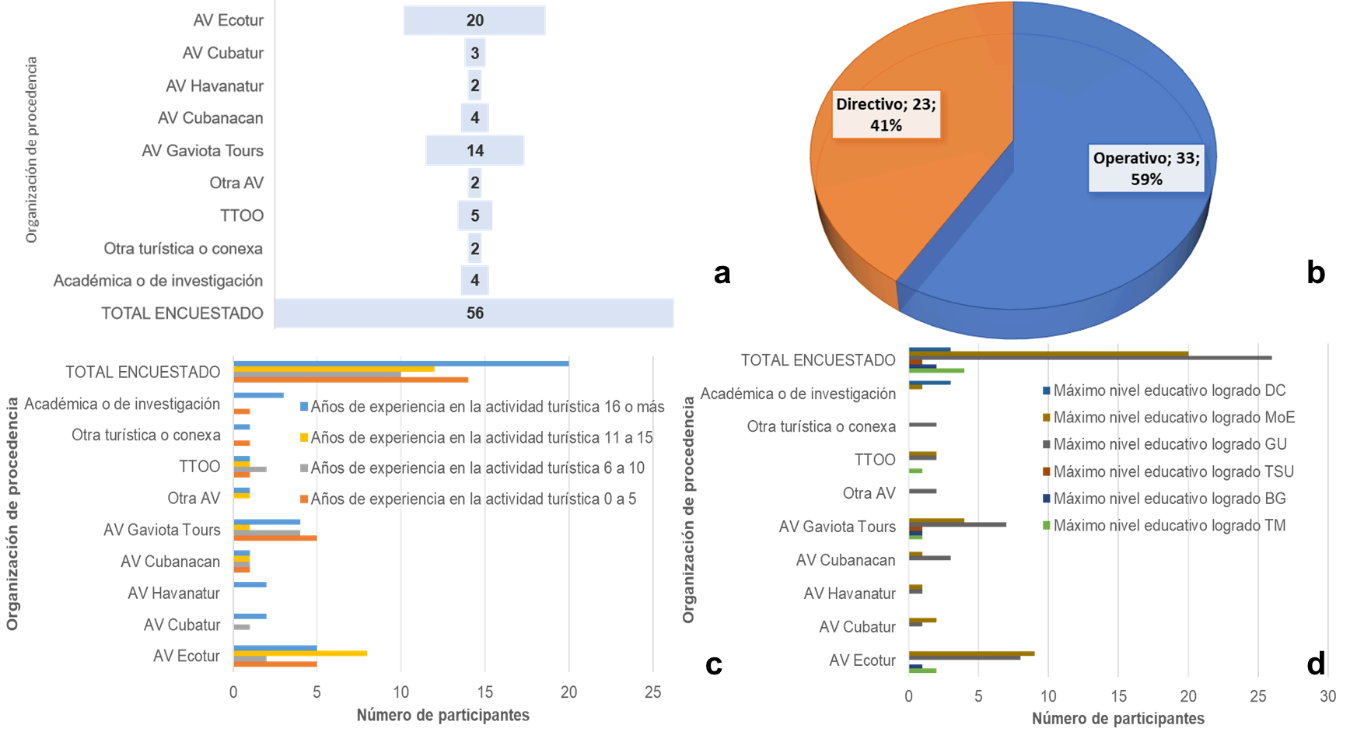 Organización de procedencia
AV Ecotur 20
AV Cubatur 3
AV Havanatur 2
AV Cubanacan 4
AV Gaviota Tours 14
Otra AV 2
TTOO 5
Otra turística o conexa 2
Académica o de investigación 4
TOTAL ENCUESTADO 56
a
Directivo; 23;
41%
Operativo; 33;
59%
b
Organización de procedencia
TOTAL ENCUESTADO
Académica o de investigación
Otra turística o conexa
TTOO
Otra AV
AV Gaviota Tours
AV Cubanacan
AV Havanatur
AV Cubatur
AV Ecotur
Años de experiencia en la actividad turística 16 o más
Años de experiencia en la actividad turística 11 a 15
Años de experiencia en la actividad turística 6 a 10
Años de experiencia en la actividad turística 0 a 5
0 5 10 15 20 25
Número de participantes
c
Organización de procedencia
TOTAL ENCUESTADO
Académica o de investigación
Otra turística o conexa
TTOO
Otra AV
AV Gaviota Tours
AV Cubanacan
AV Havanatur
AV Cubatur
AV Ecotur
Máximo nivel educativo logrado DC
Máximo nivel educativo logrado MoE
Máximo nivel educativo logrado GU
Máximo nivel educativo logrado TSU
Máximo nivel educativo logrado BG
Máximo nivel educativo logrado TM
0 5 10 15 20 25 30
Número de participantes
d